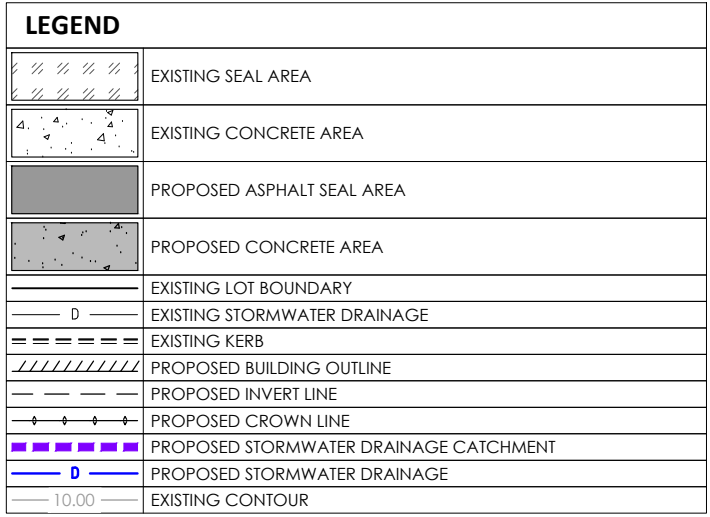 LEGEND
EXISTING SEAL AREA
EXISTING CONCRETE AREA
PROPOSED ASPHALT SEAL AREA
PROPOSED CONCRETE AREA
EXISTING LOT BOUNDARY
D EXISTING STORMWATER DRAINAGE
EXISTING KERB
PROPOSED BUILDING OUTLINE
PROPOSED INVERT LINE
PROPOSED CROWN LINE
PROPOSED STORMWATER DRAINAGE CATCHMENT
D PROPOSED STORMWATER DRAINAGE
10.00 EXISTING CONTOUR